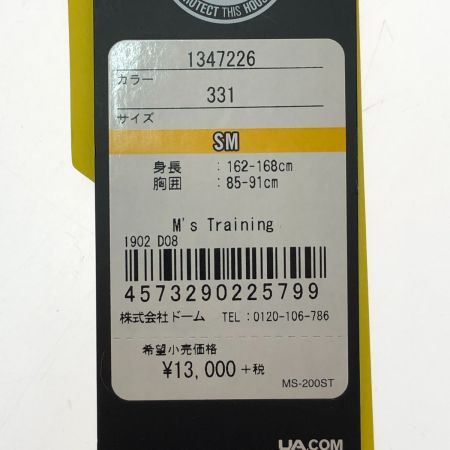 PROTECT THIS HOUSE
1347226
カラー
331
サイズ
SM
身長 : 162-168cm
胸囲 : 85-91cm
M's Training
1902 D08
4573290225799
株式会社ドーム TEL:0120-106-786
希望小売価格
¥13,000 +税
MS-200ST
UA.COM